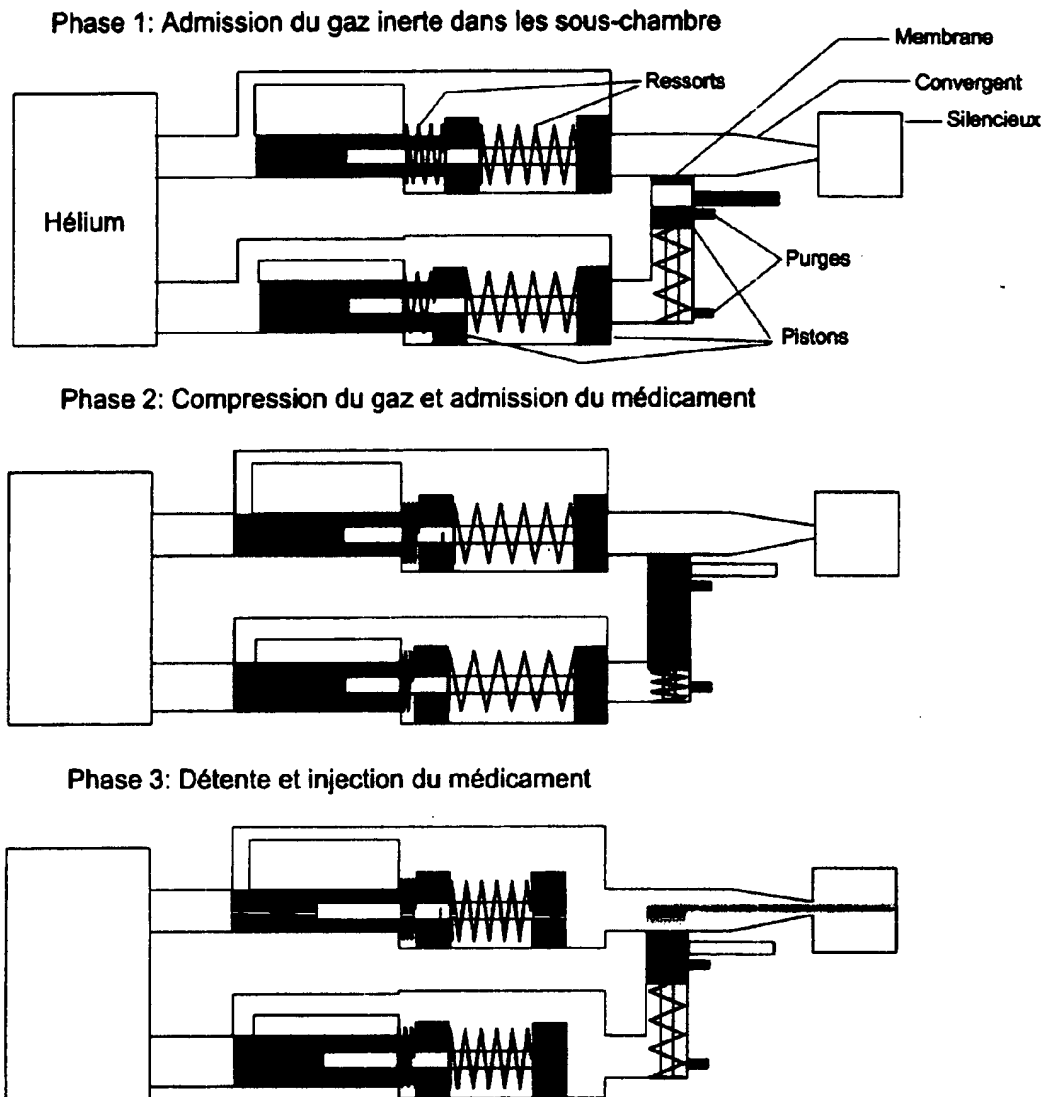 Phase 1: Admission du gaz inerte dans les sous-chambre
Membrane
Ressorts
Convergent
Silencieux
Hélium
Purges
Pistons
Phase 2: Compression du gaz et admission du médicament
Phase 3: Détente et injection du médicament